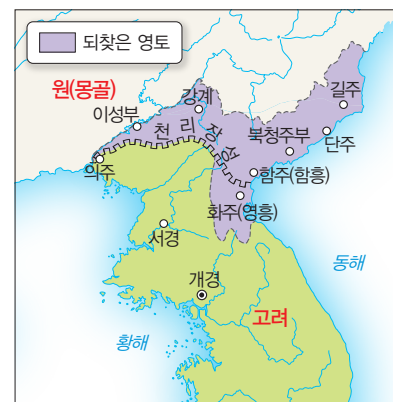 되찾은 영토
원(몽골)
강계
길주
이성부
천리장성
북청주부
단주
의주
함주(함흥)
화주(영흥)
서경
동해
개경
고려
황해